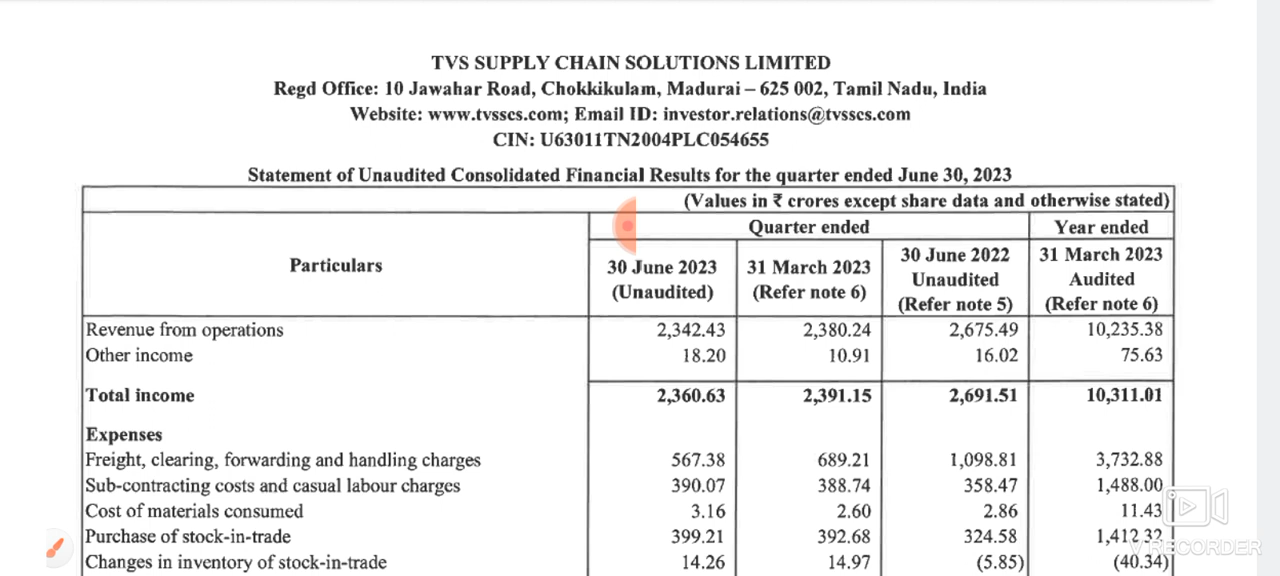 TVS SUPPLY CHAIN SOLUTIONS LIMITED
Regd Office: 10 Jawahar Road, Chokkikulam, Madurai – 625 002, Tamil Nadu, India
Website: www.tvsscs.com; Email ID: investor.relations@tvsscs.com
CIN: U63011TN2004PLC054655
Statement of Unaudited Consolidated Financial Results for the quarter ended June 30, 2023
(Values in ₹ crores except share data and otherwise stated)
Particulars Quarter ended Year ended
30 June 2023 (Unaudited) 31 March 2023 (Refer note 6) 30 June 2022 Unaudited (Refer note 5) 31 March 2023 Audited (Refer note 6)
Revenue from operations 2,342.43 2,380.24 2,675.49 10,235.38
Other income 18.20 10.91 16.02 75.63
Total income 2,360.63 2,391.15 2,691.51 10,311.01
Expenses
Freight, clearing, forwarding and handling charges 567.38 689.21 1,098.81 3,732.88
Sub-contracting costs and casual labour charges 390.07 388.74 358.47 1,488.00
Cost of materials consumed 3.16 2.60 2.86 11.43
Purchase of stock-in-trade 399.21 392.68 324.58 1,412.32
Changes in inventory of stock-in-trade 14.26 14.97 (5.85) (40.34)
V RECORDER